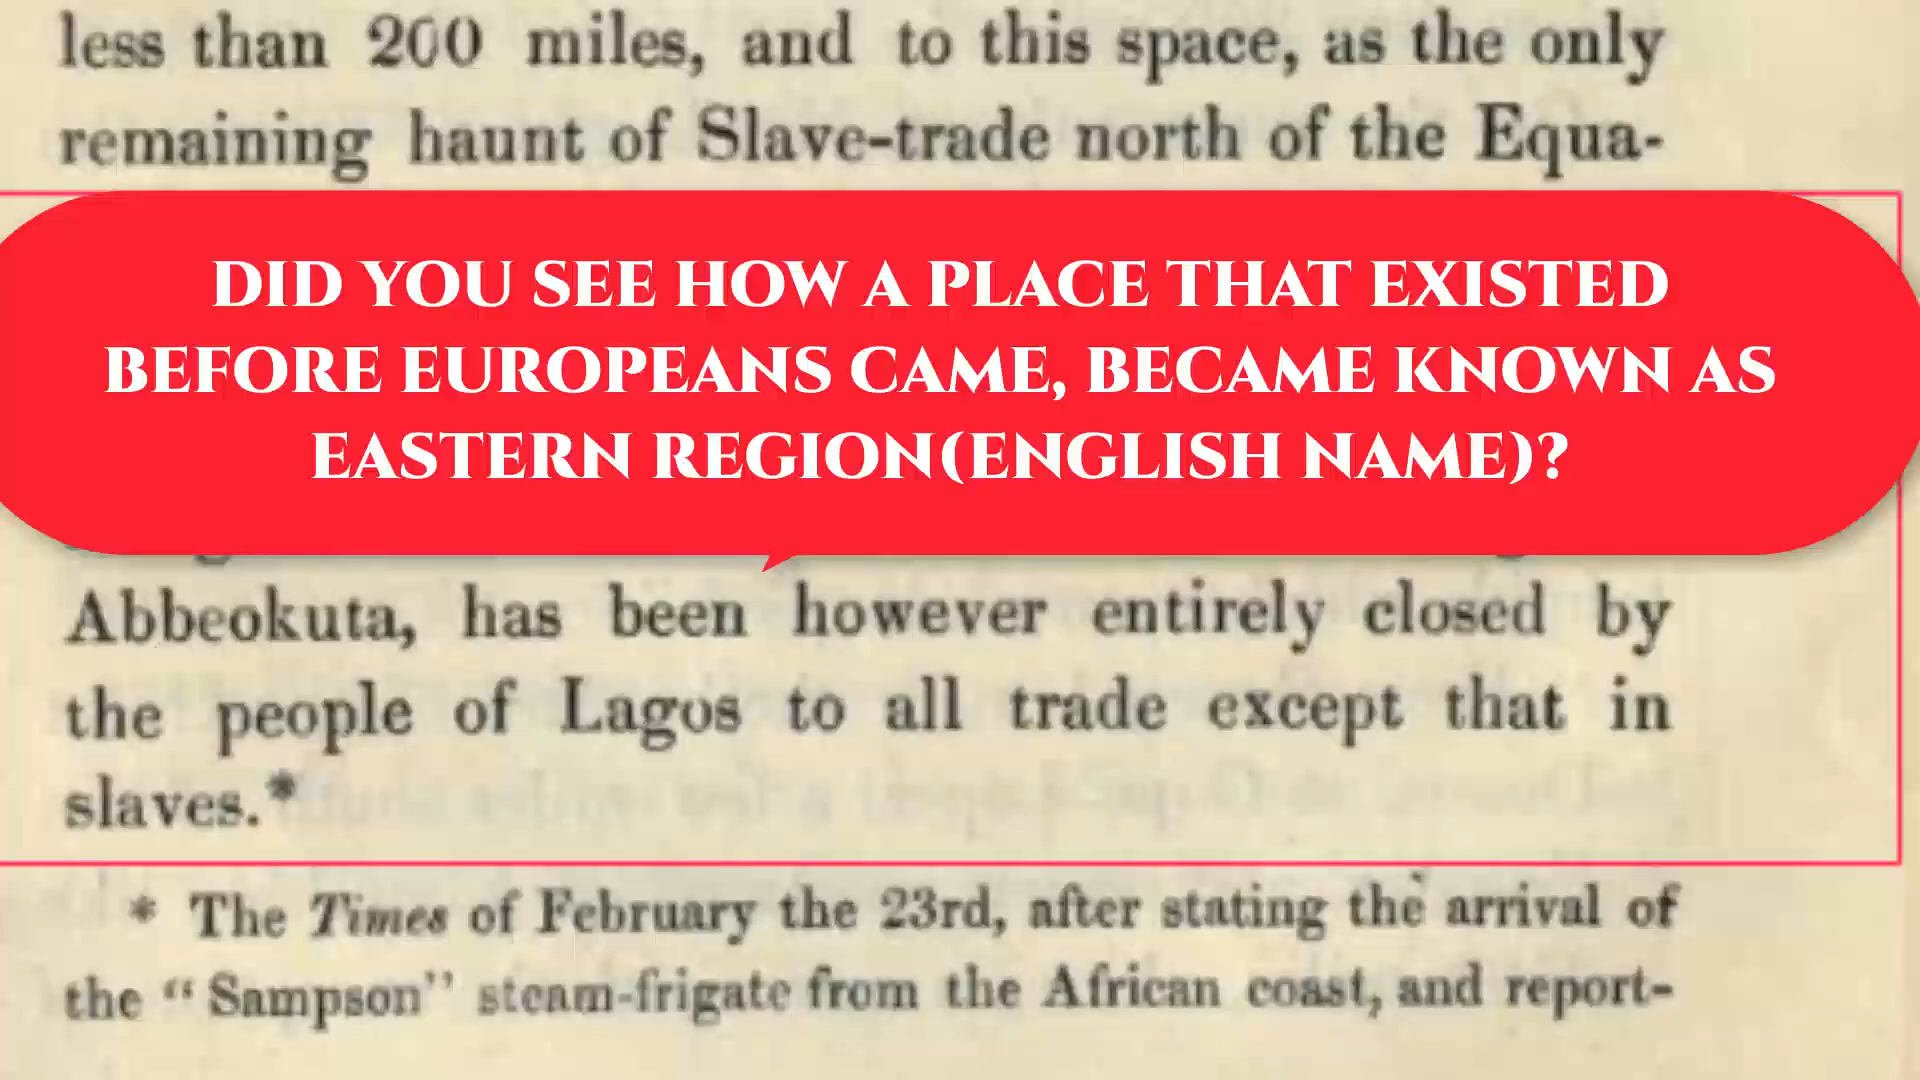 less than 200 miles, and to this space, as the only
remaining haunt of Slave-trade north of the Equa-
DID YOU SEE HOW A PLACE THAT EXISTED
BEFORE EUROPEANS CAME, BECAME KNOWN AS
EASTERN REGION(ENGLISH NAME)?
Abbeokuta, has been however entirely closed by
the people of Lagos to all trade except that in
slaves.*
* The Times of February the 23rd, after stating the arrival of
the "Sampson" steam-frigate from the African coast, and report-